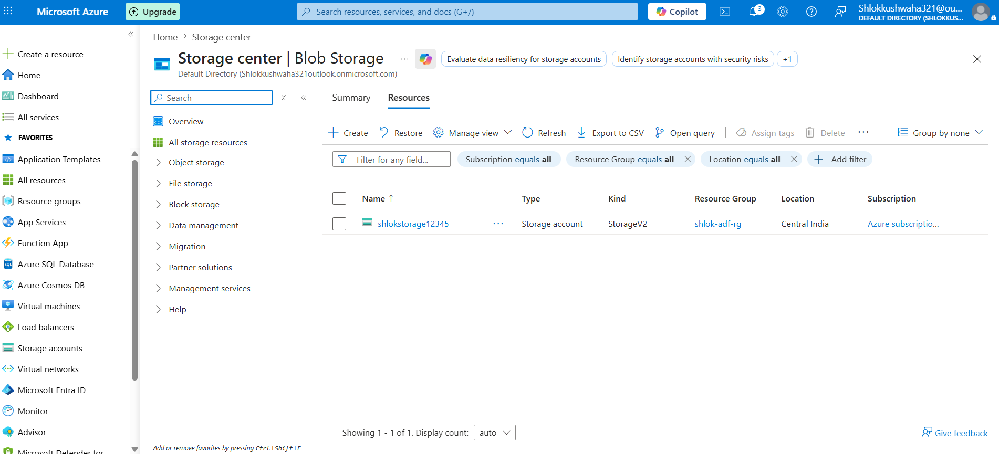 Microsoft Azure
Upgrade
Search resources, services, and docs (G+/)
Copilot
3
Shlokkushwaha321@ou...
DEFAULT DIRECTORY (SHLOKKUS...
Create a resource
Home
Dashboard
All services
FAVORITES
Application Templates
All resources
Resource groups
App Services
Function App
Azure SQL Database
Azure Cosmos DB
Virtual machines
Load balancers
Storage accounts
Virtual networks
Microsoft Entra ID
Monitor
Advisor
Microsoft Defender for
Home > Storage center
Storage center | Blob Storage
...
Evaluate data resiliency for storage accounts
Identify storage accounts with security risks
+1
Default Directory (Shlokkushwaha321outlook.onmicrosoft.com)
Search
Overview
All storage resources
Object storage
File storage
Block storage
Data management
Migration
Partner solutions
Management services
Help
Add or remove favorites by pressing Ctrl+Shift+F
Summary Resources
Create Restore Manage view Refresh Export to CSV Open query | Assign tags Delete ... Group by none
Filter for any field... Subscription equals all Resource Group equals all Location equals all Add filter
Name ↑ Type Kind Resource Group Location Subscription
shlokstorage12345 ... Storage account StorageV2 shlok-adf-rg Central India Azure subscriptio...
Showing 1 - 1 of 1. Display count: auto
Give feedback